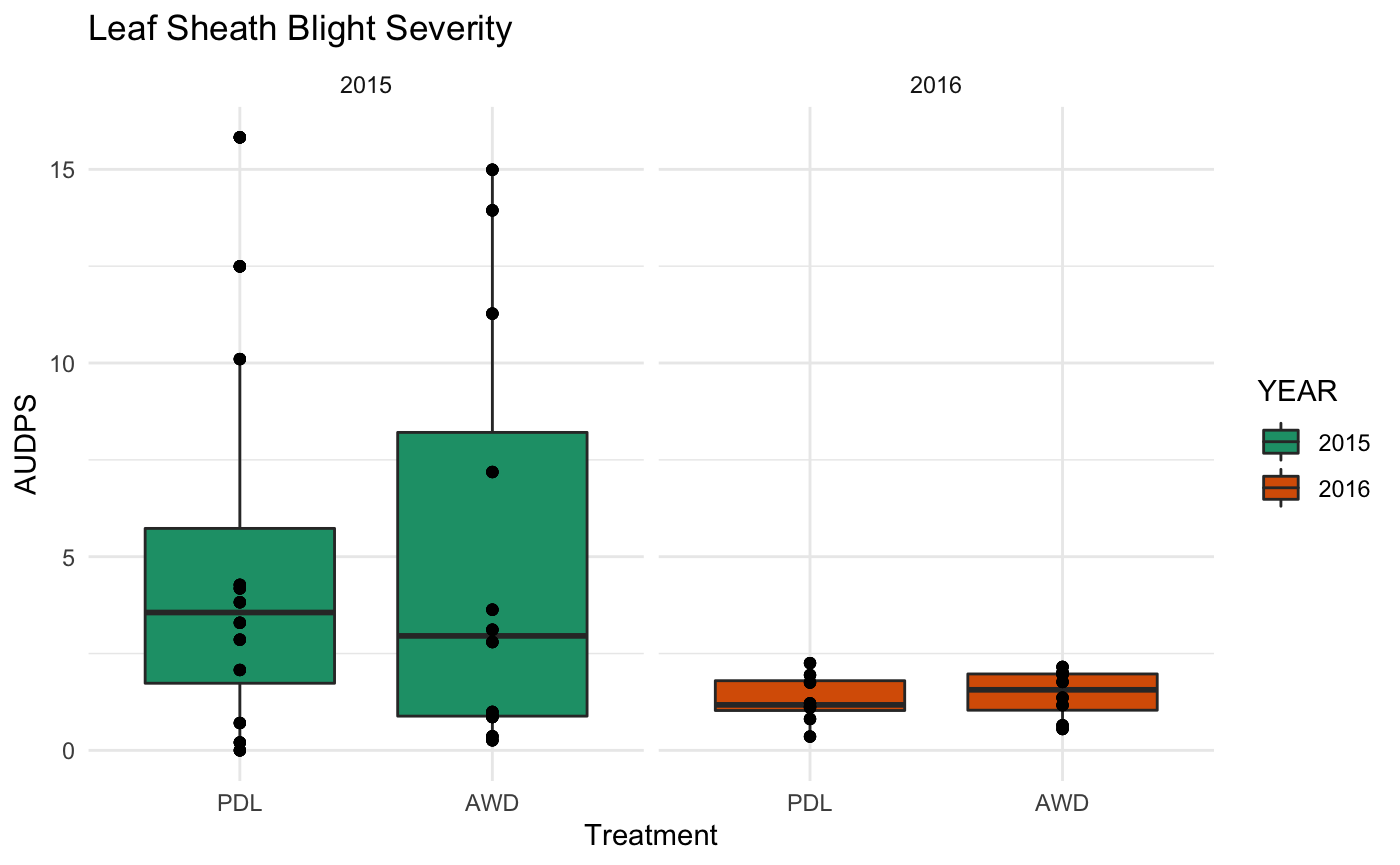 Leaf Sheath Blight Severity
2015
2016
15
10
5
0
AUDPS
PDL
AWD
PDL
AWD
Treatment
YEAR
2015
2016